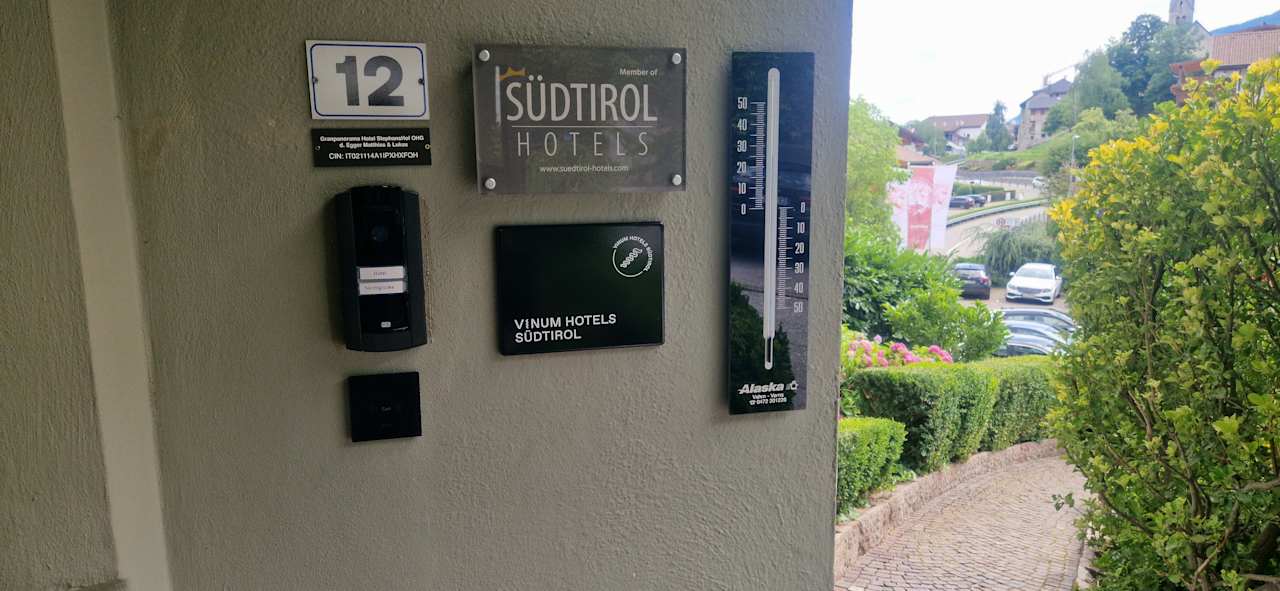 12
Granpanorama Hotel StephansHof OHG
d. Egger Matthias & Lukas
CIN: IT021114A1IPXHXFQH
Member of
SÜDTIROL
HOTELS
www.suedtirol-hotels.com
Hotel
VINUM HOTELS SÜDTIROL
VINUM HOTELS
SÜDTIROL
50
40
30
20
10
0
0
10
20
30
40
50
Alaska
Vahrn - Varna
☎ 0472 201220